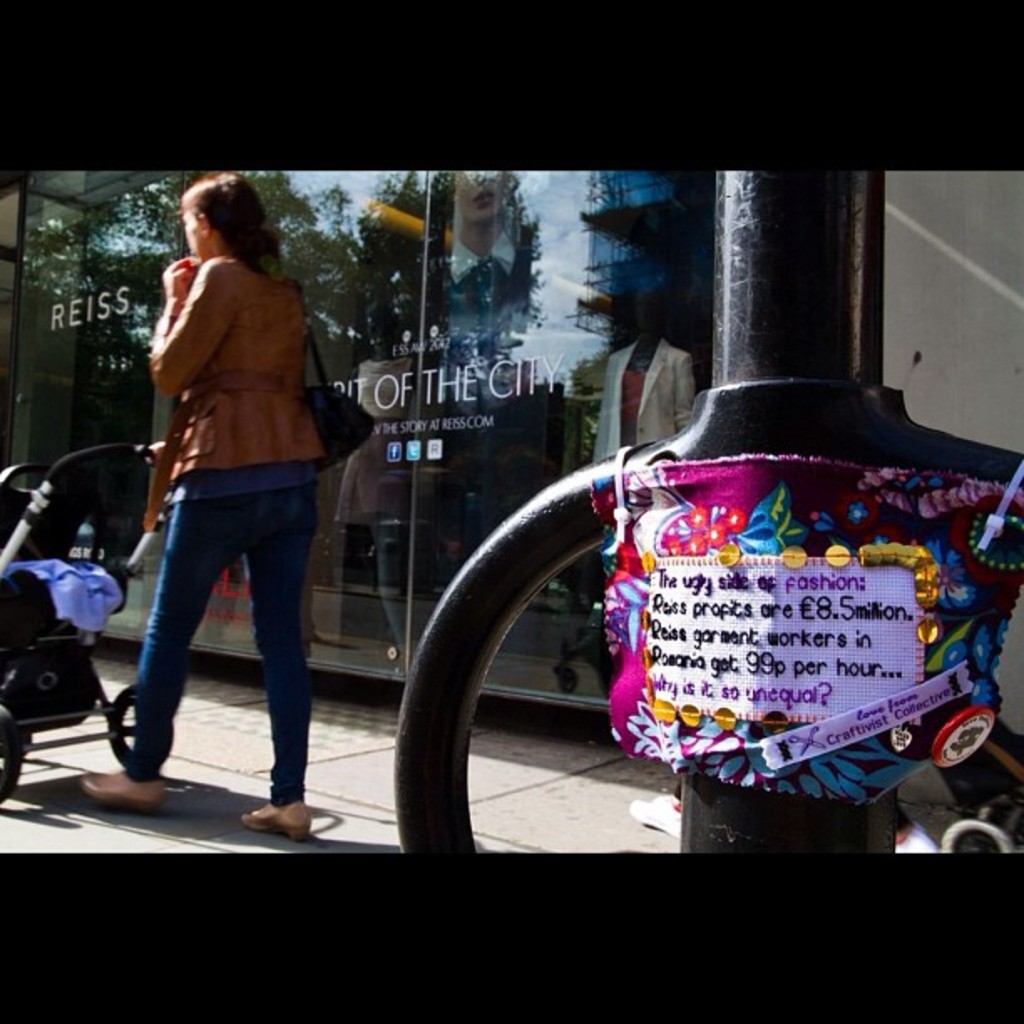 REISS
OF THE CITY
THE STORY AT REISS.COM
The ugly side of fashion:
Reiss profits are £8.5million.
Reiss garment workers in
Romania get 99p per hour...
Why is it so unequal?
love from
Craftivist Collective